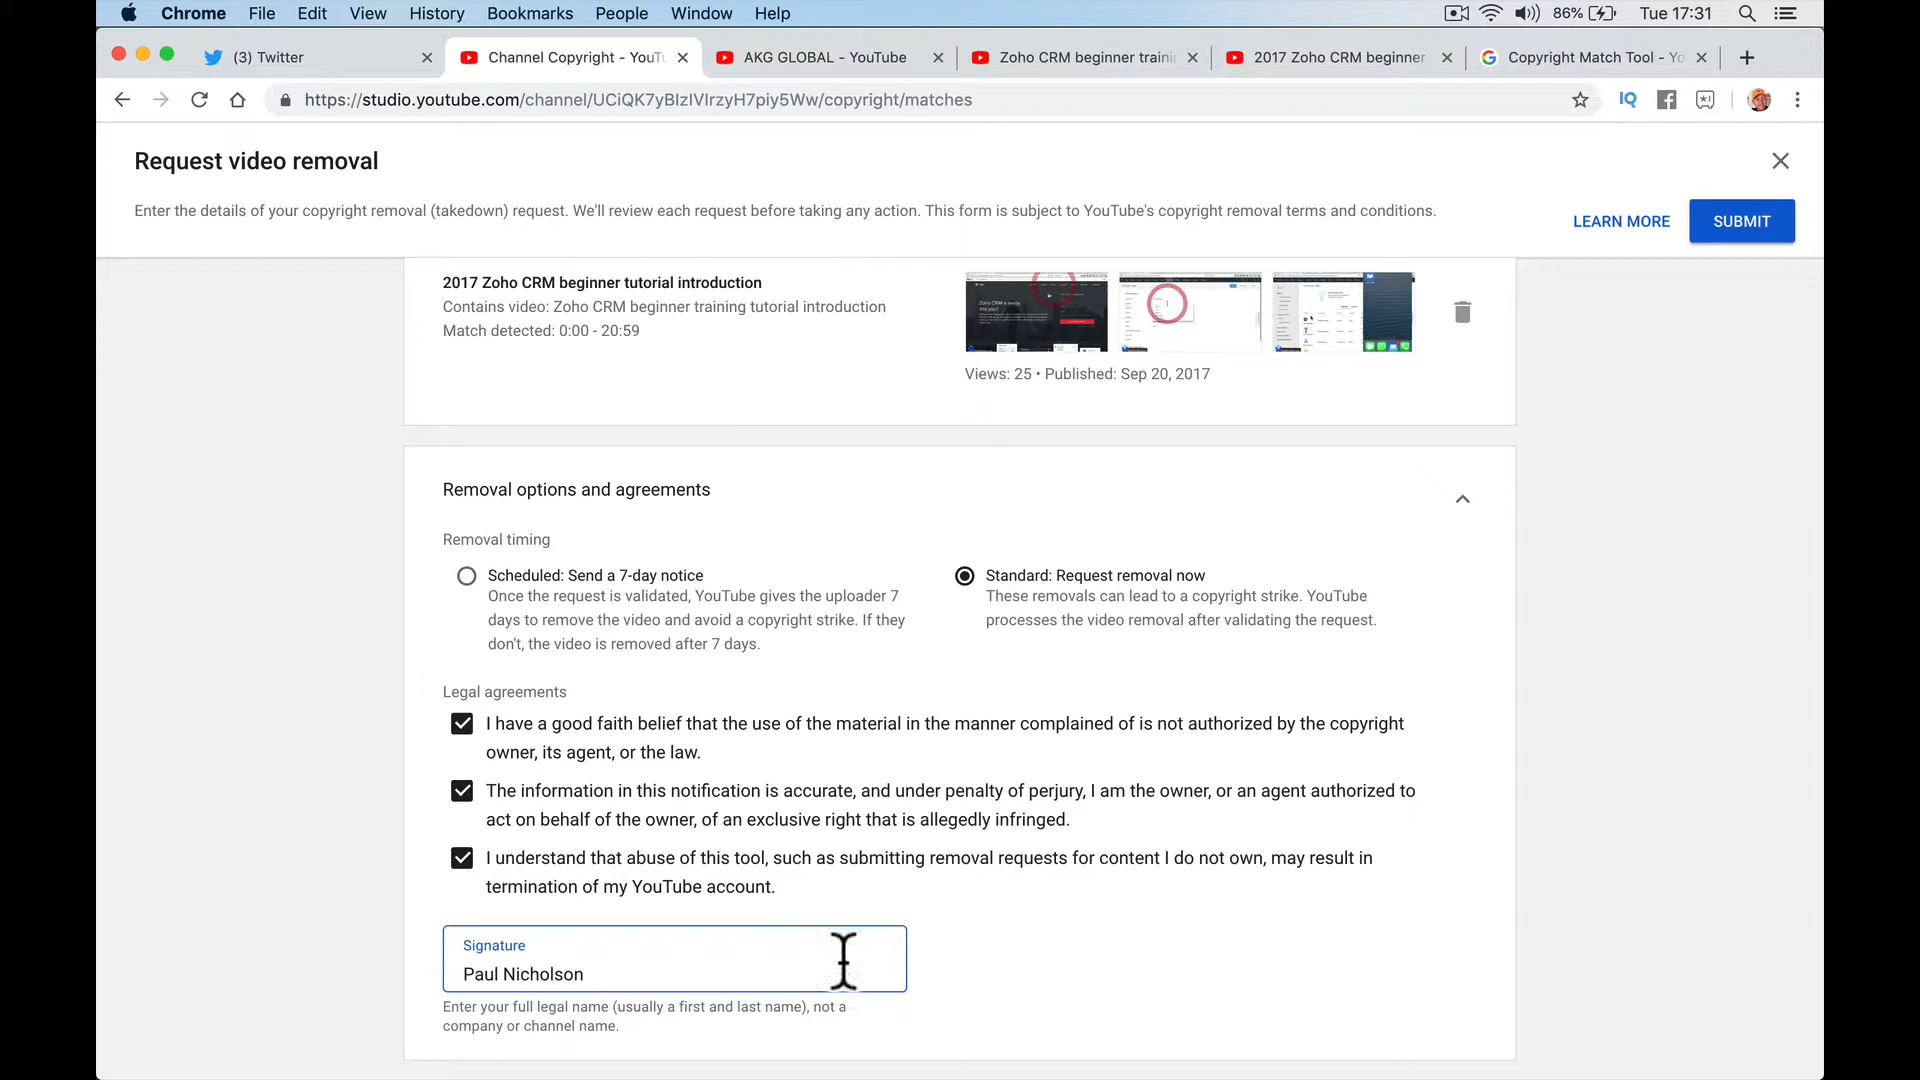 Chrome File Edit View History Bookmarks People Window Help 86% Tue 17:31
(3) Twitter Channel Copyright - YouT AKG GLOBAL - YouTube Zoho CRM beginner traini 2017 Zoho CRM beginner Copyright Match Tool - Yo
https://studio.youtube.com/channel/UCiQK7yBIzIVIrzyH7piy5Ww/copyright/matches IQ
Request video removal
Enter the details of your copyright removal (takedown) request. We'll review each request before taking any action. This form is subject to YouTube's copyright removal terms and conditions.
LEARN MORE SUBMIT
2017 Zoho CRM beginner tutorial introduction
Contains video: Zoho CRM beginner training tutorial introduction
Match detected: 0:00 - 20:59
Views: 25 • Published: Sep 20, 2017
Removal options and agreements
Removal timing
Scheduled: Send a 7-day notice
Once the request is validated, YouTube gives the uploader 7
days to remove the video and avoid a copyright strike. If they
don't, the video is removed after 7 days.
Standard: Request removal now
These removals can lead to a copyright strike. YouTube
processes the video removal after validating the request.
Legal agreements
I have a good faith belief that the use of the material in the manner complained of is not authorized by the copyright
owner, its agent, or the law.
The information in this notification is accurate, and under penalty of perjury, I am the owner, or an agent authorized to
act on behalf of the owner, of an exclusive right that is allegedly infringed.
I understand that abuse of this tool, such as submitting removal requests for content I do not own, may result in
termination of my YouTube account.
Signature
Paul Nicholson
Enter your full legal name (usually a first and last name), not a
company or channel name.